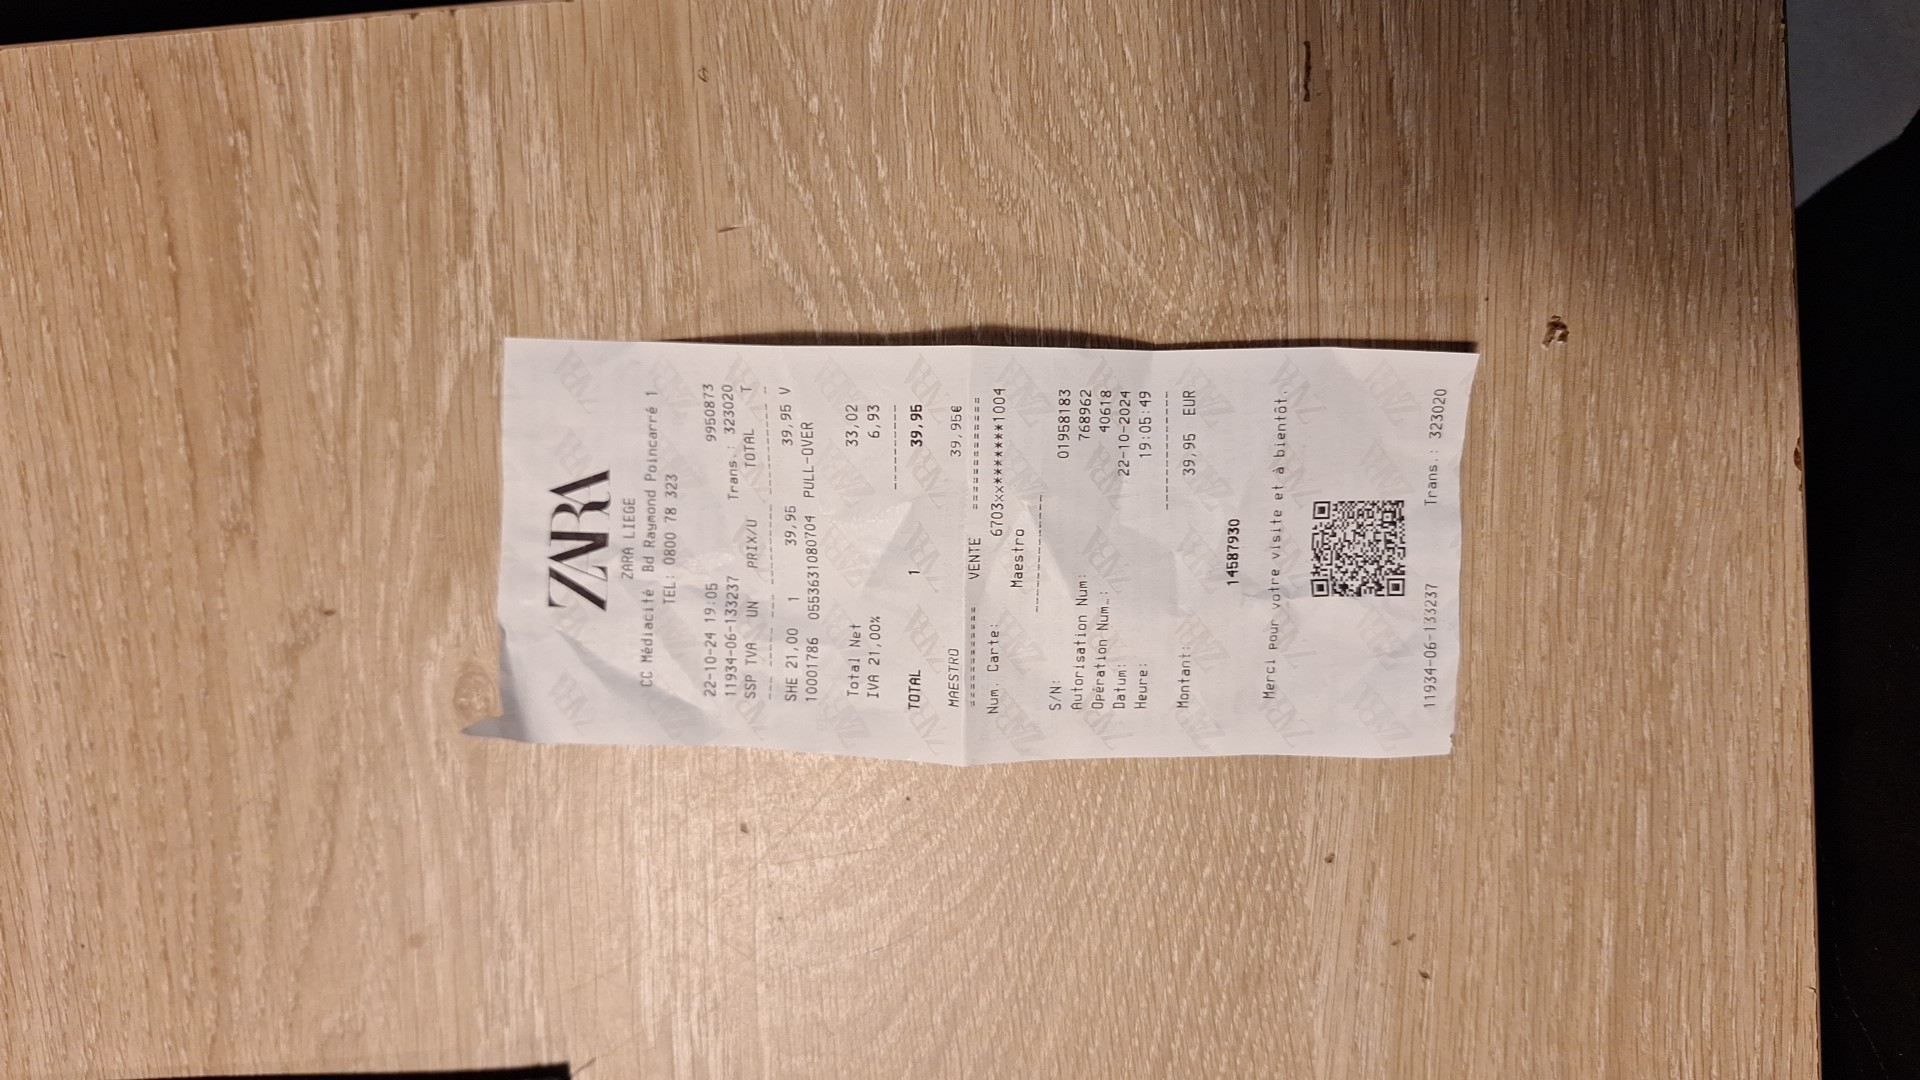 ZARA
ZARA LIEGE
CC Médiacité Bd Raymond Poincarré 1
TEL: 0800 78 323
22-10-24 19:05 9950873
11934-06-133237 Trans.: 323020
SSP TVA UN PRIX/U TOTAL T
SHE 21,00 1 39,95 39,95 V
10001786 0553631080704 PULL-OVER
Total Net 33,02
IVA 21,00% 6,93
TOTAL 1 39,95
MAESTRO 39,95€
========== VENTE ==========
Num. Carte: 6703xx*******1004
Maestro
S/N: 01958183
Autorisation Num: 768962
Opération Num..: 40618
Datum: 22-10-2024
Heure: 19:05:49
Montant: 39,95 EUR
14587930
Merci pour votre visite et à bientôt.
11934-06-133237 Trans.: 323020